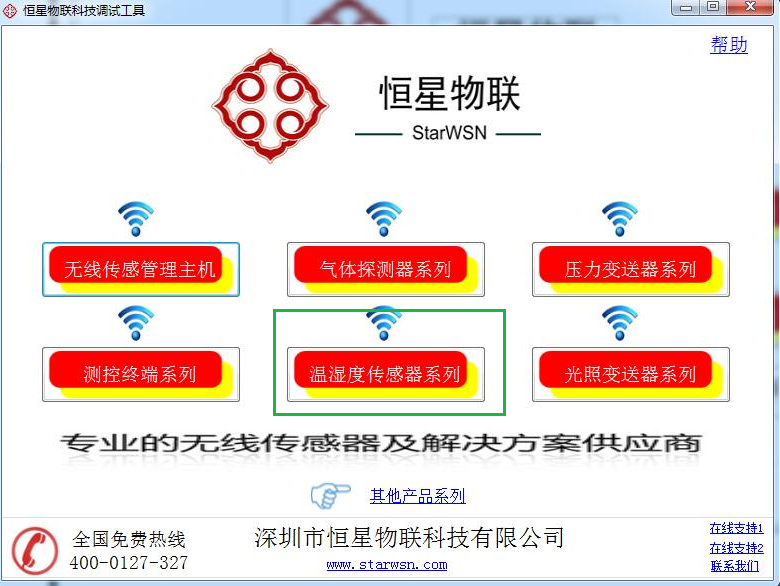 恒星物联科技调试工具
帮助
恒星物联
StarWSN
无线传感管理主机
气体探测器系列
压力变送器系列
测控终端系列
温湿度传感器系列
光照变送器系列
专业的无线传感器及解决方案供应商
其他产品系列
全国免费热线
400-0127-327
深圳市恒星物联科技有限公司
www.starwsn.com
在线支持1
在线支持2
联系我们